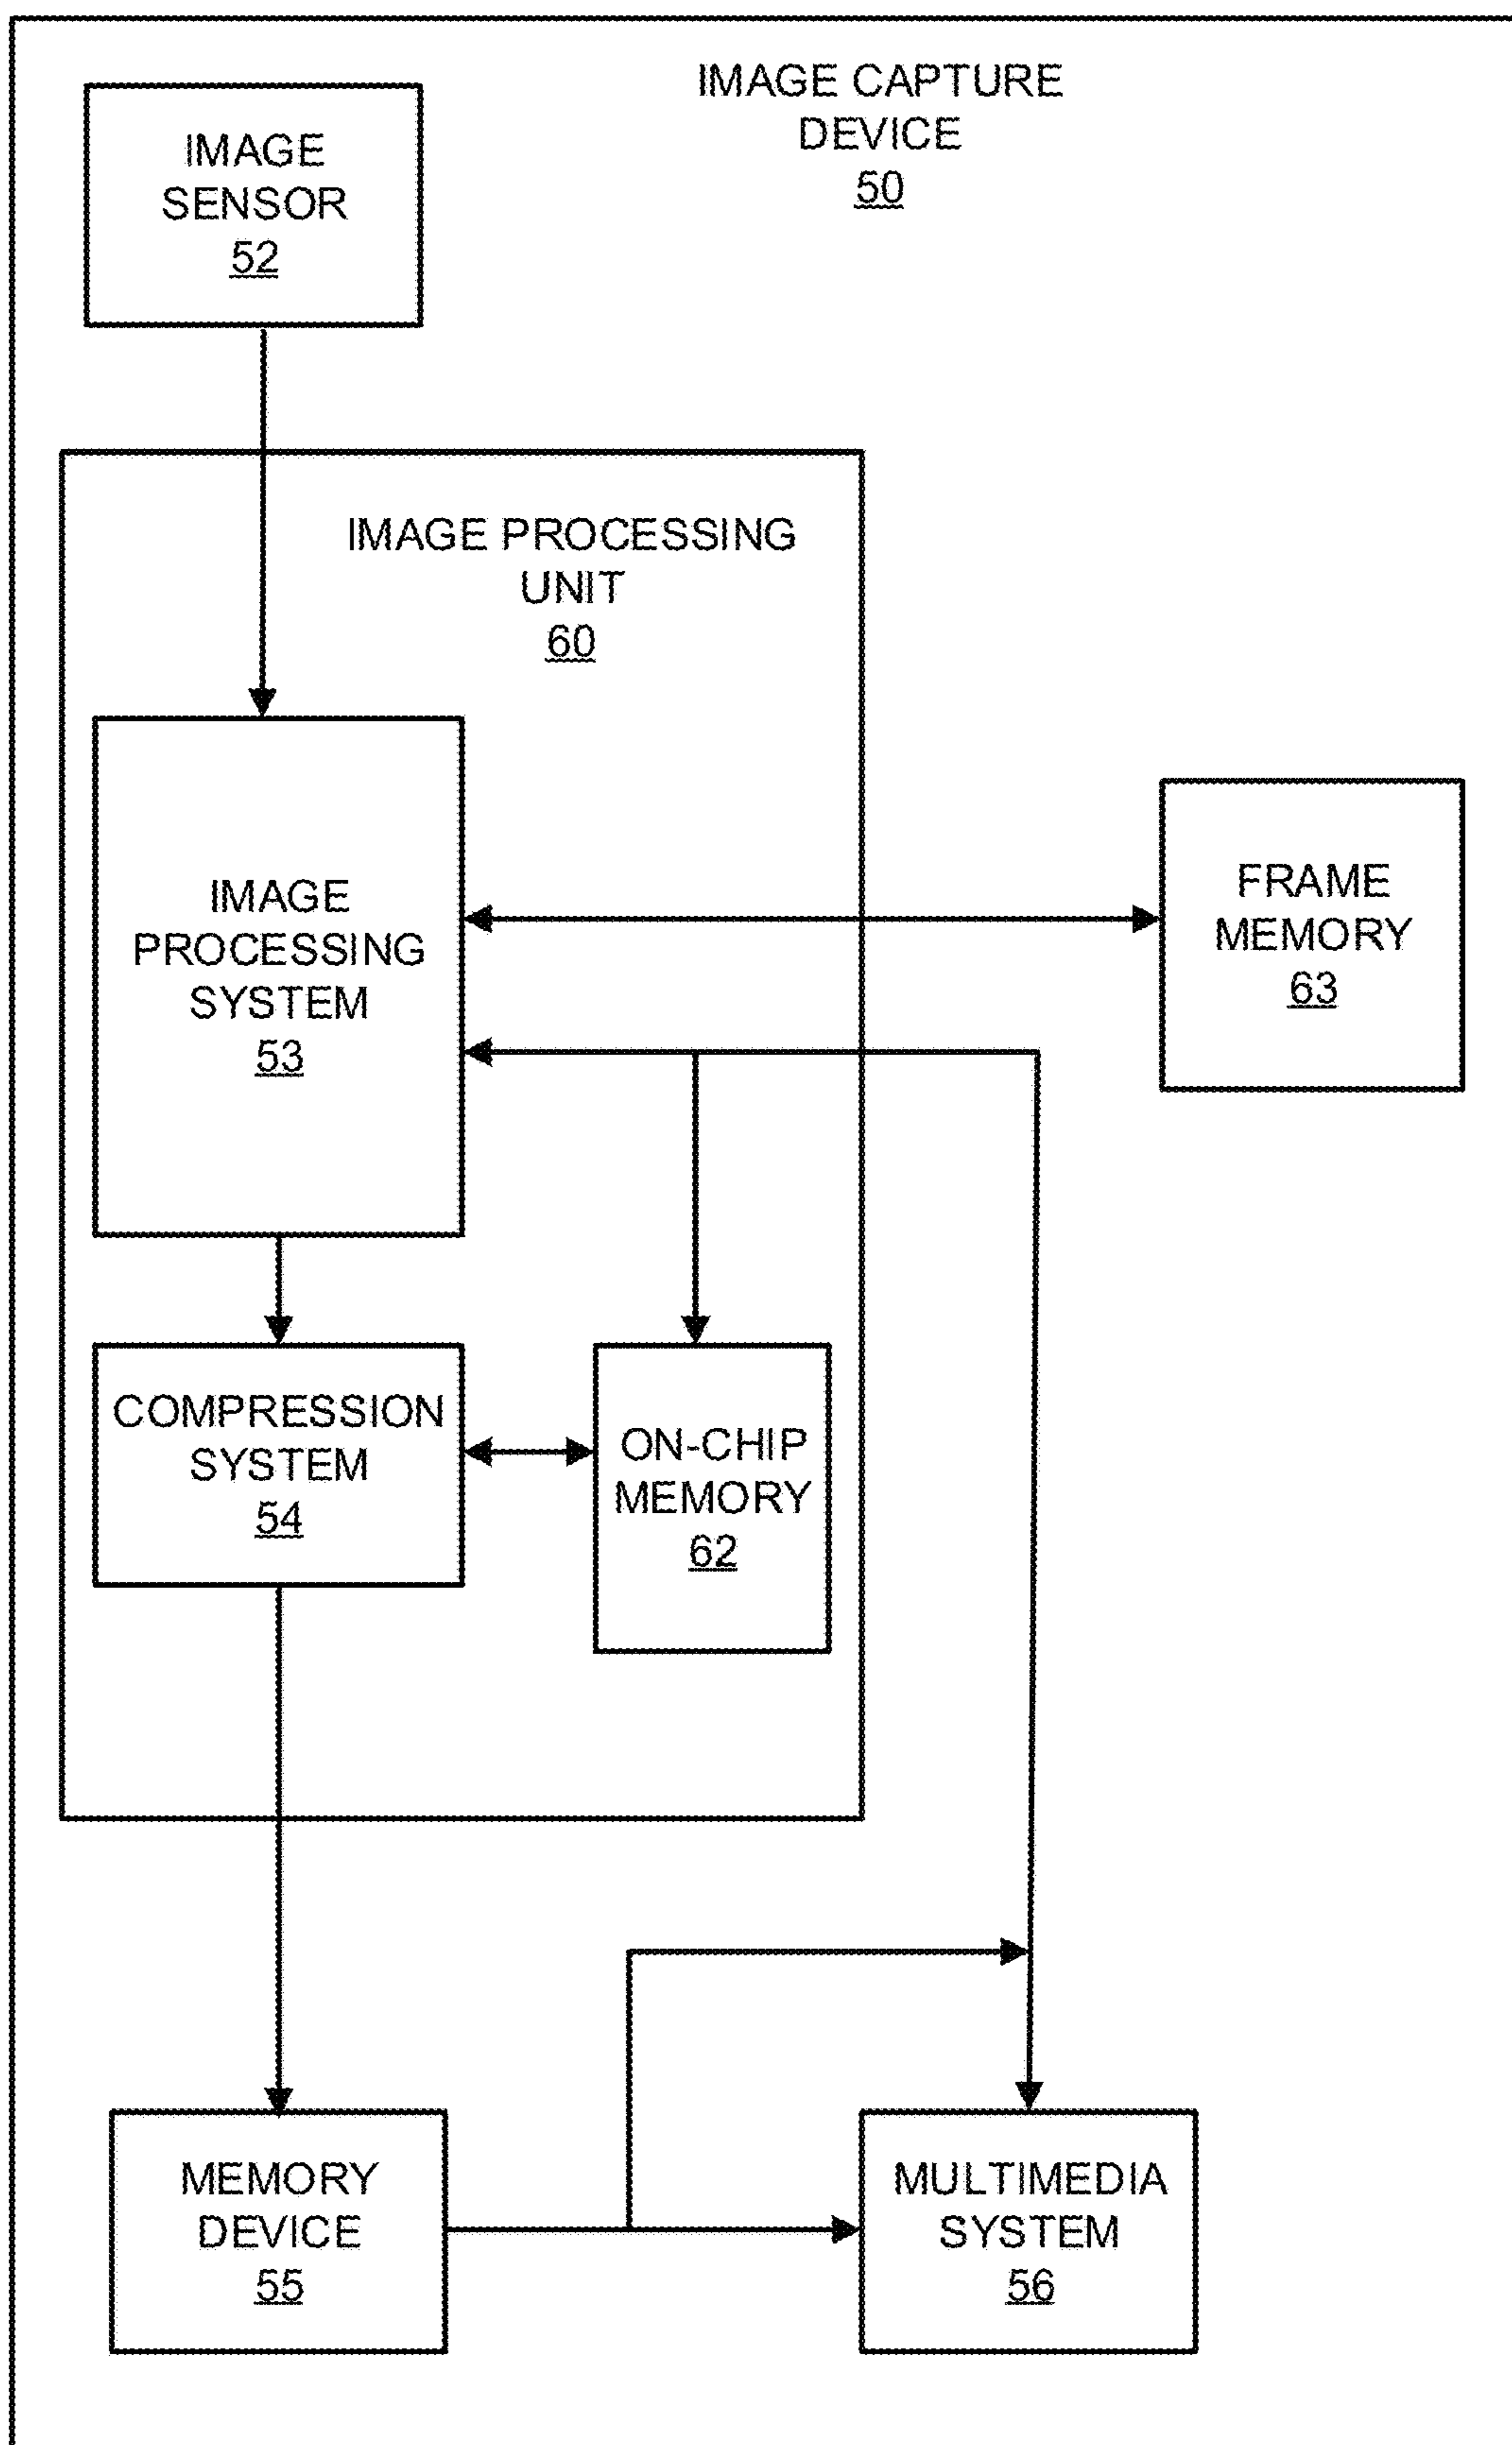 IMAGE CAPTURE
DEVICE
50
IMAGE
SENSOR
52
IMAGE PROCESSING
UNIT
60
IMAGE
PROCESSING
SYSTEM
53
FRAME
MEMORY
63
COMPRESSION
SYSTEM
54
ON-CHIP
MEMORY
62
MEMORY
DEVICE
55
MULTIMEDIA
SYSTEM
56